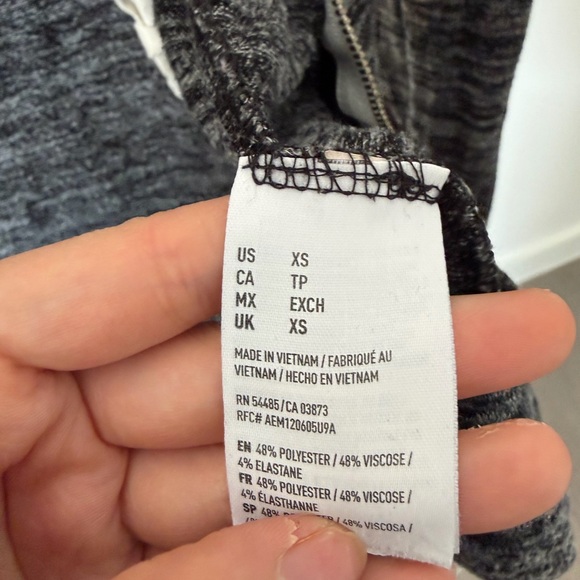 US XS
CA TP
MX EXCH
UK XS
MADE IN VIETNAM / FABRIQUÉ AU
VIETNAM / HECHO EN VIETNAM
RN 54485/CA 03873
RFC# AEM120605U9A
EN 48% POLYESTER / 48% VISCOSE /
4% ELASTANE
FR 48% POLYESTER / 48% VISCOSE /
4% ÉLASTHANNE
SP 48% / 48% VISCOSA /